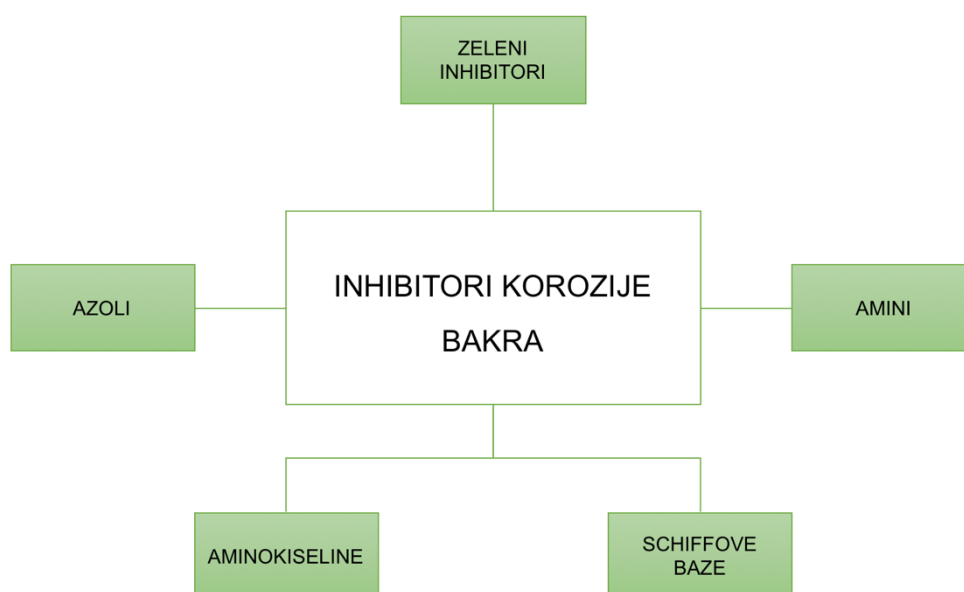 ZELENI
INHIBITORI
INHIBITORI KOROZIJE
BAKRA
AZOLI
AMINI
AMINOKISELINE
SCHIFFOVE
BAZE